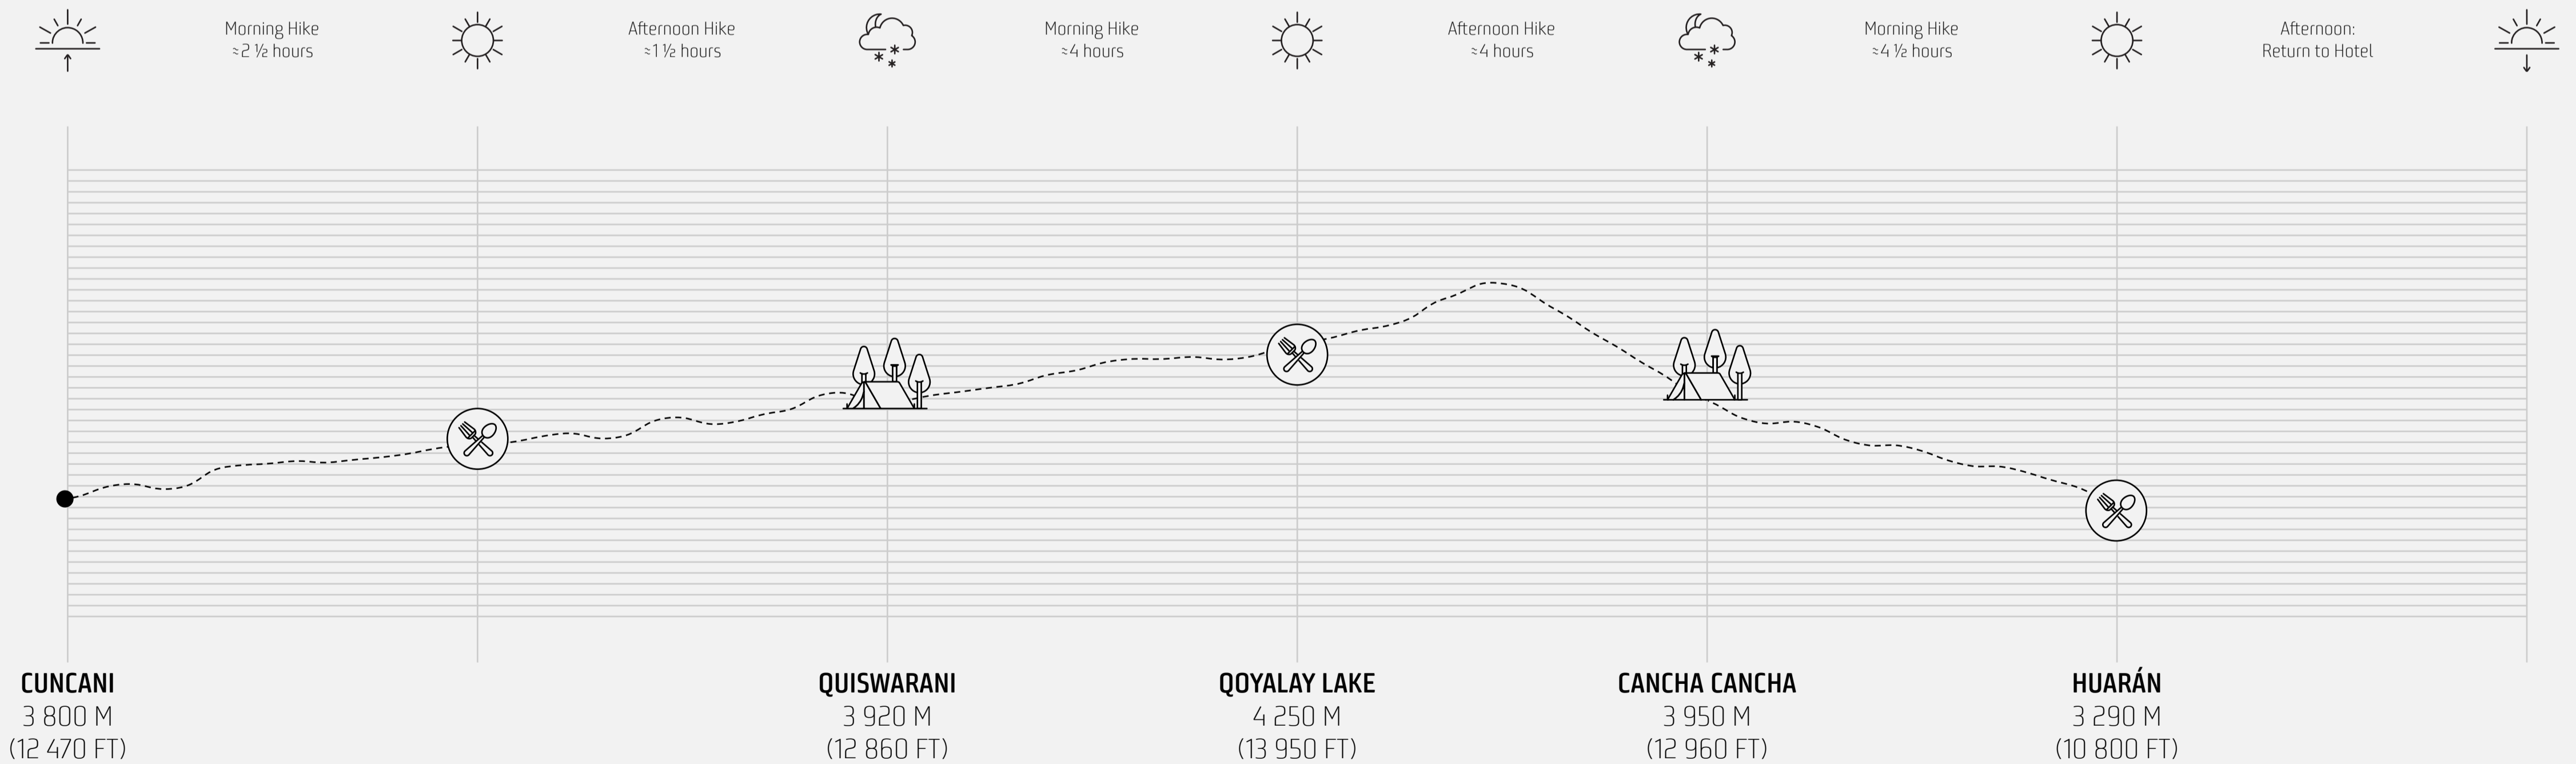 Morning Hike
≈2 ½ hours
Afternoon Hike
≈1 ½ hours
Morning Hike
≈4 hours
Afternoon Hike
≈4 hours
Morning Hike
≈4 ½ hours
Afternoon:
Return to Hotel
CUNCANI
3 800 M
(12 470 FT)
QUISWARANI
3 920 M
(12 860 FT)
QOYALAY LAKE
4 250 M
(13 950 FT)
CANCHA CANCHA
3 950 M
(12 960 FT)
HUARÁN
3 290 M
(10 800 FT)